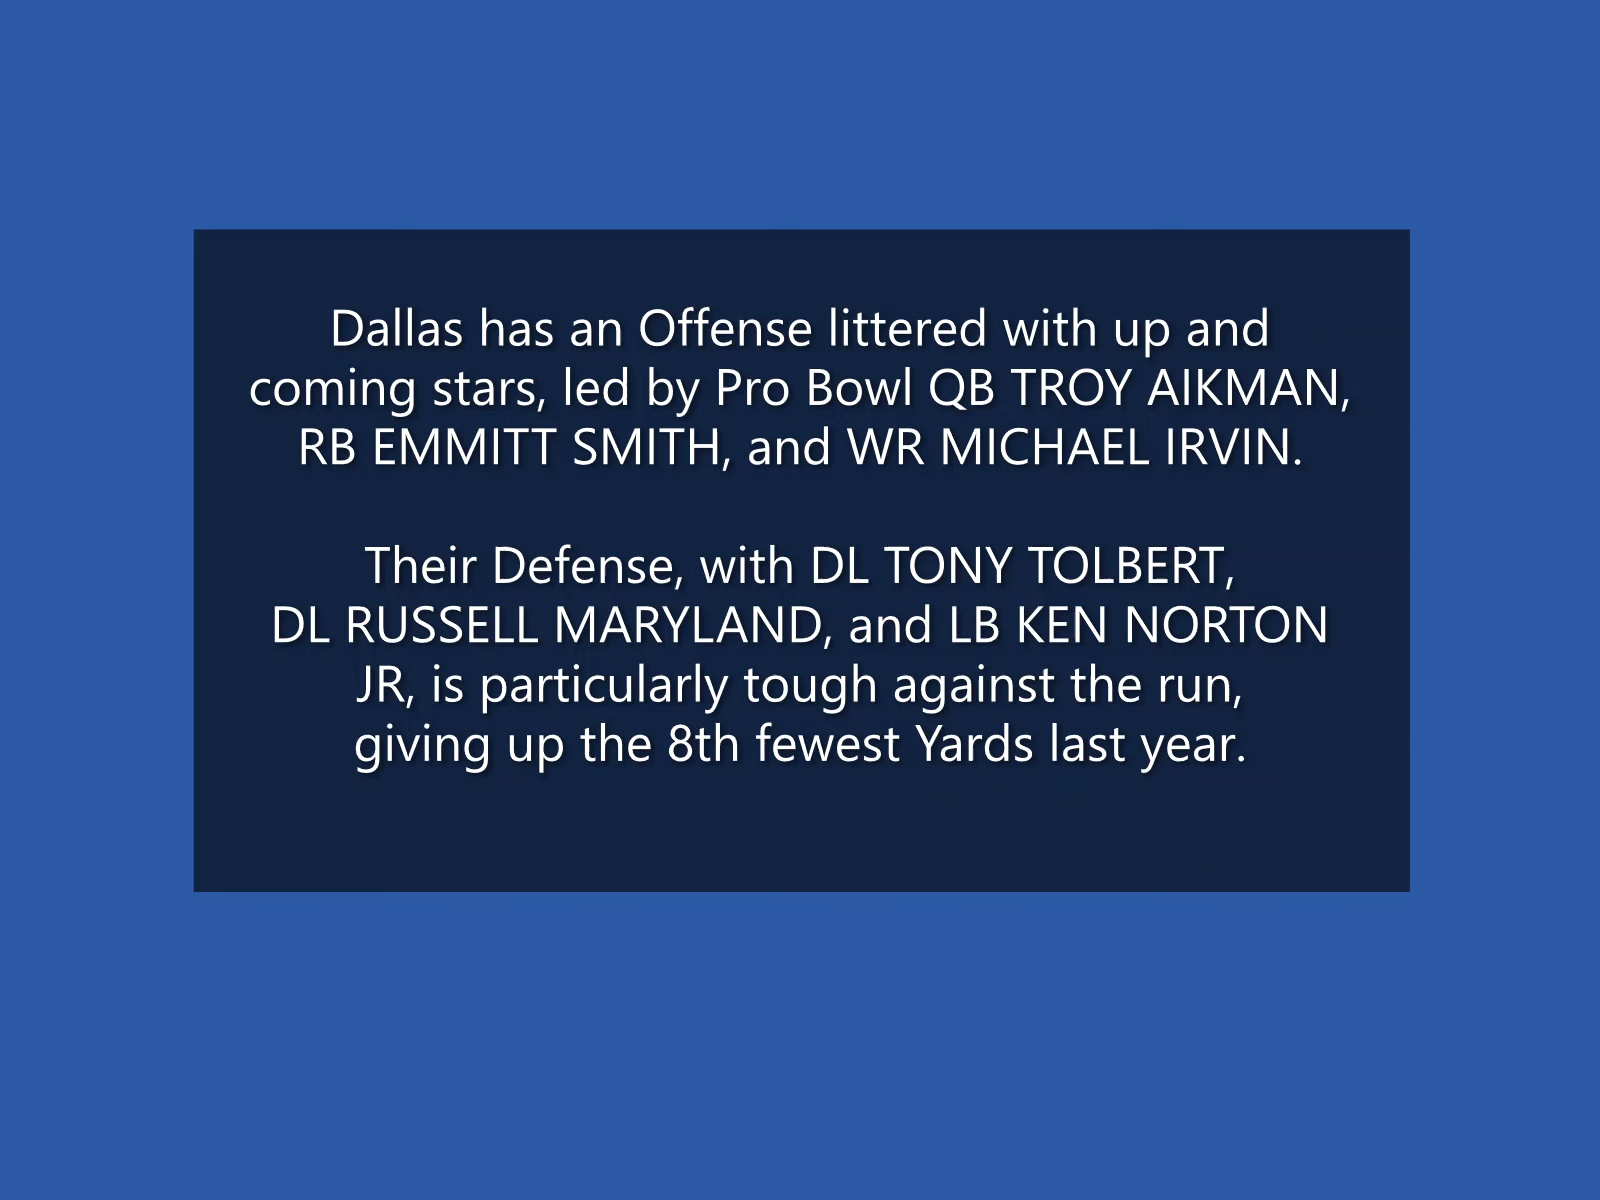 Dallas has an Offense littered with up and
coming stars, led by Pro Bowl QB TROY AIKMAN,
RB EMMITT SMITH, and WR MICHAEL IRVIN.
Their Defense, with DL TONY TOLBERT,
DL RUSSELL MARYLAND, and LB KEN NORTON
JR, is particularly tough against the run,
giving up the 8th fewest Yards last year.